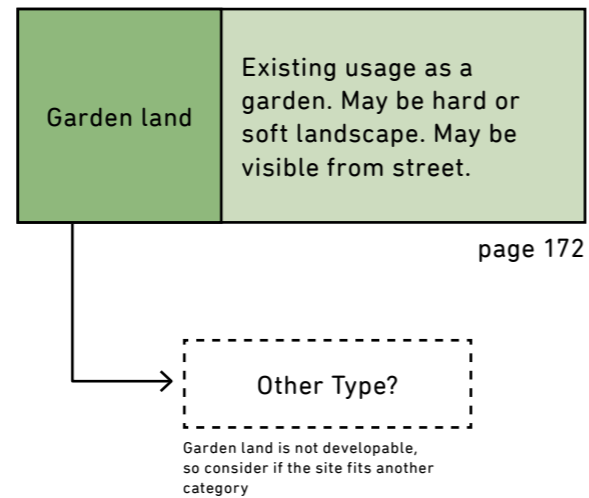 Garden land
Existing usage as a
garden. May be hard or
soft landscape. May be
visible from street.
page 172
Other Type?
Garden land is not developable,
so consider if the site fits another
category